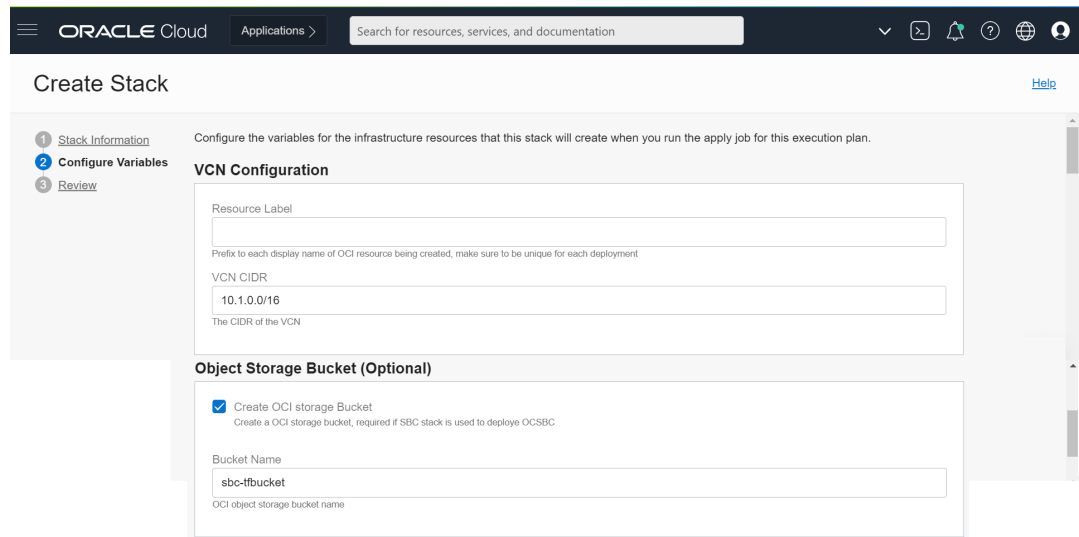 ORACLE Cloud Applications > Search for resources, services, and documentation
Create Stack
Help
1 Stack Information
2 Configure Variables
3 Review
Configure the variables for the infrastructure resources that this stack will create when you run the apply job for this execution plan.
VCN Configuration
Resource Label
Prefix to each display name of OCI resource being created, make sure to be unique for each deployment
VCN CIDR
10.1.0.0/16
The CIDR of the VCN
Object Storage Bucket (Optional)
Create OCI storage Bucket
Create a OCI storage bucket, required if SBC stack is used to deploye OCSBC
Bucket Name
sbc-tfbucket
OCI object storage bucket name